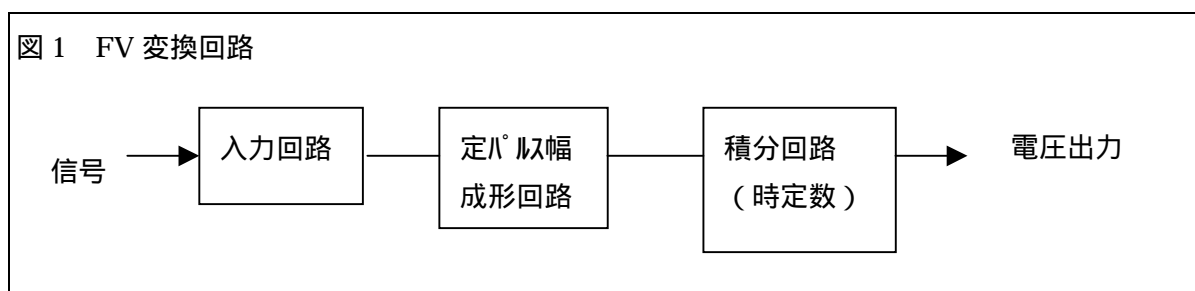 図 1　FV 変換回路
信号
入力回路
定ﾊﾟﾙｽ幅
成形回路
積分回路
（時定数）
電圧出力